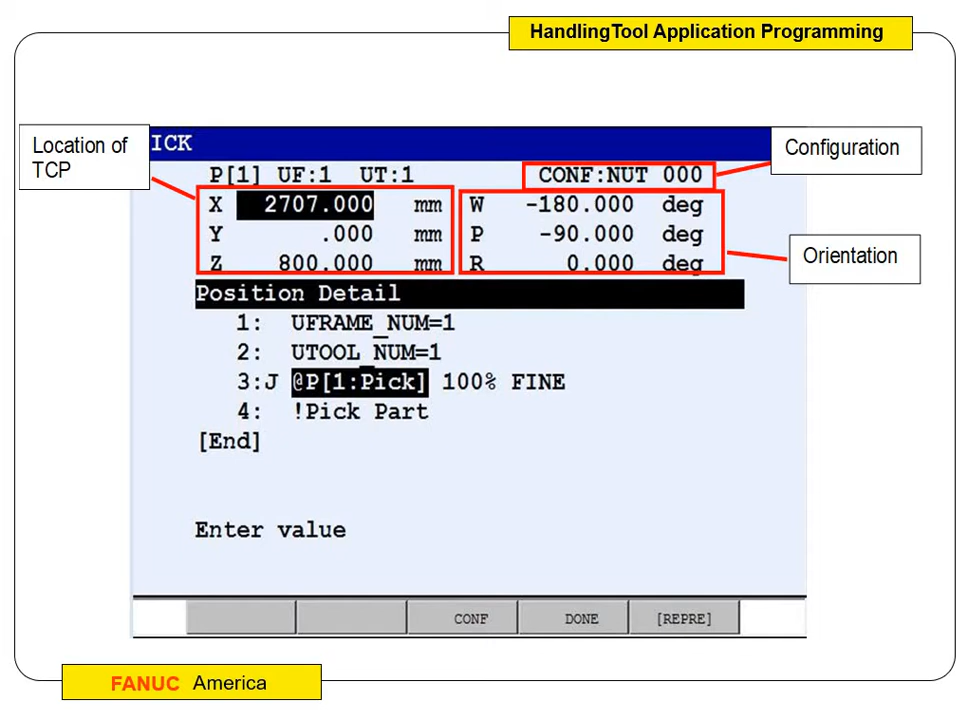 HandlingTool Application Programming
Location of
TCP
ICK
Configuration
P[1] UF:1 UT:1 CONF:NUT 000
X 2707.000 mm W -180.000 deg
Y .000 mm P -90.000 deg
Z 800.000 mm R 0.000 deg
Orientation
Position Detail
1: UFRAME_NUM=1
2: UTOOL_NUM=1
3:J @P[1:Pick] 100% FINE
4: !Pick Part
[End]
Enter value
CONF DONE [REPRE]
FANUC America